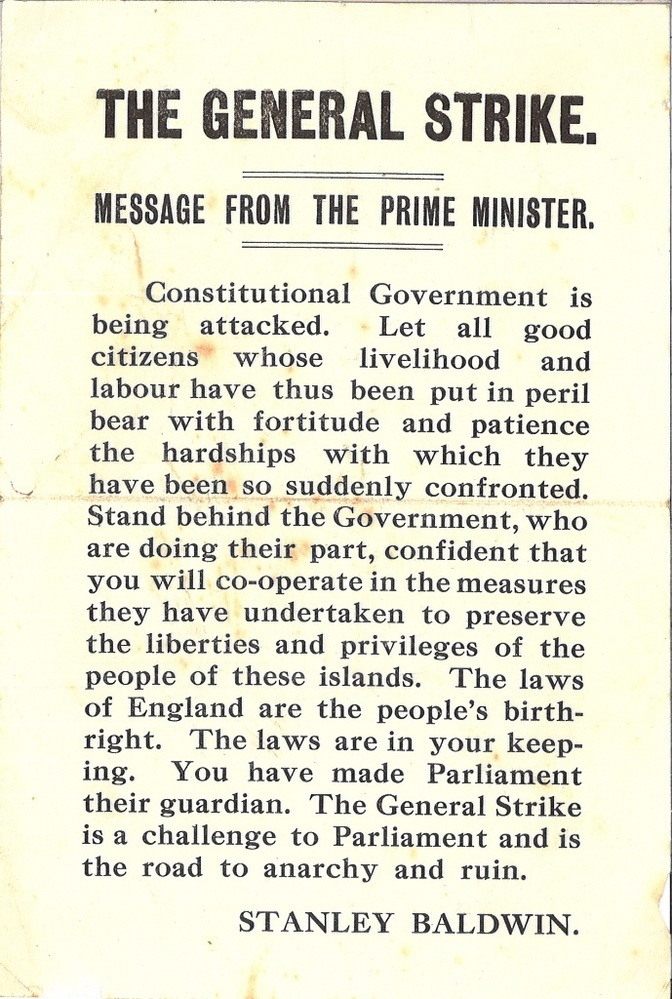 THE GENERAL STRIKE.
MESSAGE FROM THE PRIME MINISTER.
Constitutional Government is
being attacked. Let all good
citizens whose livelihood and
labour have thus been put in peril
bear with fortitude and patience
the hardships with which they
have been so suddenly confronted.
Stand behind the Government, who
are doing their part, confident that
you will co-operate in the measures
they have undertaken to preserve
the liberties and privileges of the
people of these islands. The laws
of England are the people's birth-
right. The laws are in your keep-
ing. You have made Parliament
their guardian. The General Strike
is a challenge to Parliament and is
the road to anarchy and ruin.
STANLEY BALDWIN.